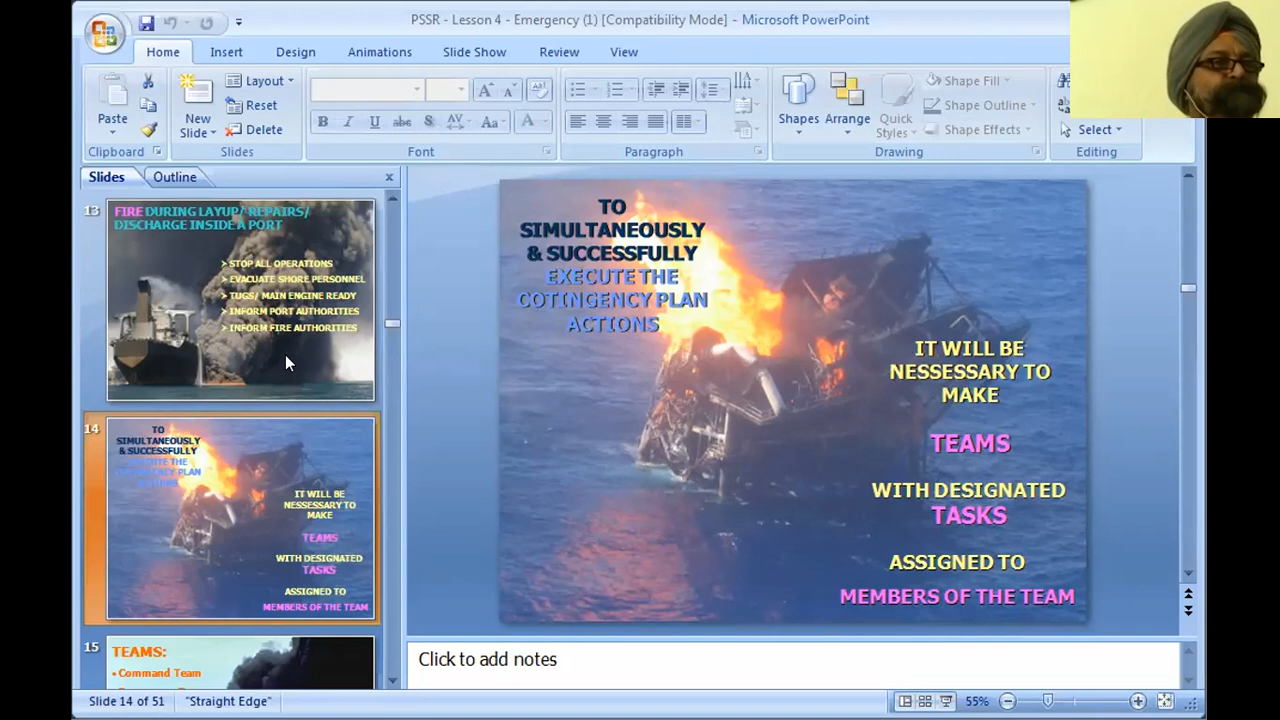 PSSR - Lesson 4 - Emergency (1) [Compatibility Mode] - Microsoft PowerPoint
Home Insert Design Animations Slide Show Review View
Paste
New Slide
Layout
Reset
Delete
Shapes
Arrange
Quick Styles
Shape Fill
Shape Outline
Shape Effects
Select
Clipboard Slides Font Paragraph Drawing Editing
Slides Outline
13
FIRE DURING LAYUP/ REPAIRS/
DISCHARGE INSIDE A PORT
STOP ALL OPERATIONS
EVACUATE SHORE PERSONNEL
TUGS/ MAIN ENGINE READY
INFORM PORT AUTHORITIES
INFORM FIRE AUTHORITIES
14
TO
SIMULTANEOUSLY
& SUCCESSFULLY
EXECUTE THE
COTINGENCY PLAN
ACTIONS
IT WILL BE
NESSESSARY TO
MAKE
TEAMS
WITH DESIGNATED
TASKS
ASSIGNED TO
MEMBERS OF THE TEAM
15
TEAMS:
• Command Team
TO
SIMULTANEOUSLY
& SUCCESSFULLY
EXECUTE THE
COTINGENCY PLAN
ACTIONS
IT WILL BE
NESSESSARY TO
MAKE
TEAMS
WITH DESIGNATED
TASKS
ASSIGNED TO
MEMBERS OF THE TEAM
Click to add notes
Slide 14 of 51 "Straight Edge" 55%